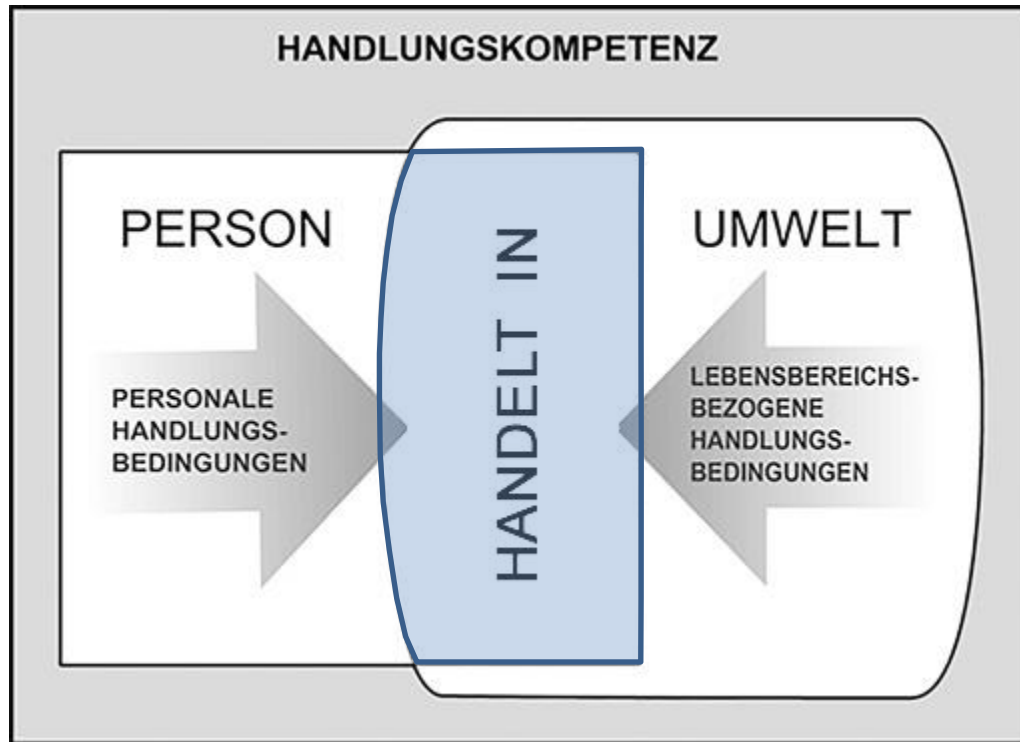 HANDLUNGSKOMPETENZ
PERSON
PERSONALE
HANDLUNGS-
BEDINGUNGEN
HANDELT IN
UMWELT
LEBENSBEREICHS-
BEZOGENE
HANDLUNGS-
BEDINGUNGEN